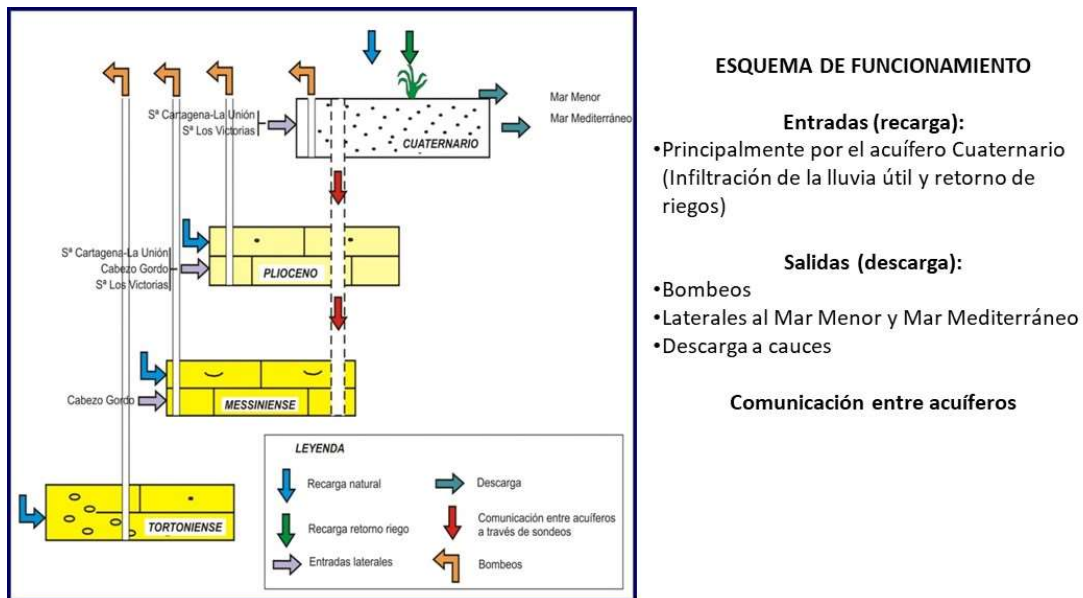 Sª Cartagena-La Unión
Sª Los Victorias
CUATERNARIO
Mar Menor
Mar Mediterráneo
Sª Cartagena-La Unión
Cabezo Gordo
Sª Los Victorias
PLIOCENO
Cabezo Gordo
MESSINIENSE
TORTONIENSE
LEYENDA
Recarga natural
Descarga
Recarga retorno riego
Comunicación entre acuíferos
a través de sondeos
Entradas laterales
Bombeos
ESQUEMA DE FUNCIONAMIENTO
Entradas (recarga):
•Principalmente por el acuífero Cuaternario
(Infiltración de la lluvia útil y retorno de
riegos)
Salidas (descarga):
•Bombeos
•Laterales al Mar Menor y Mar Mediterráneo
•Descarga a cauces
Comunicación entre acuíferos